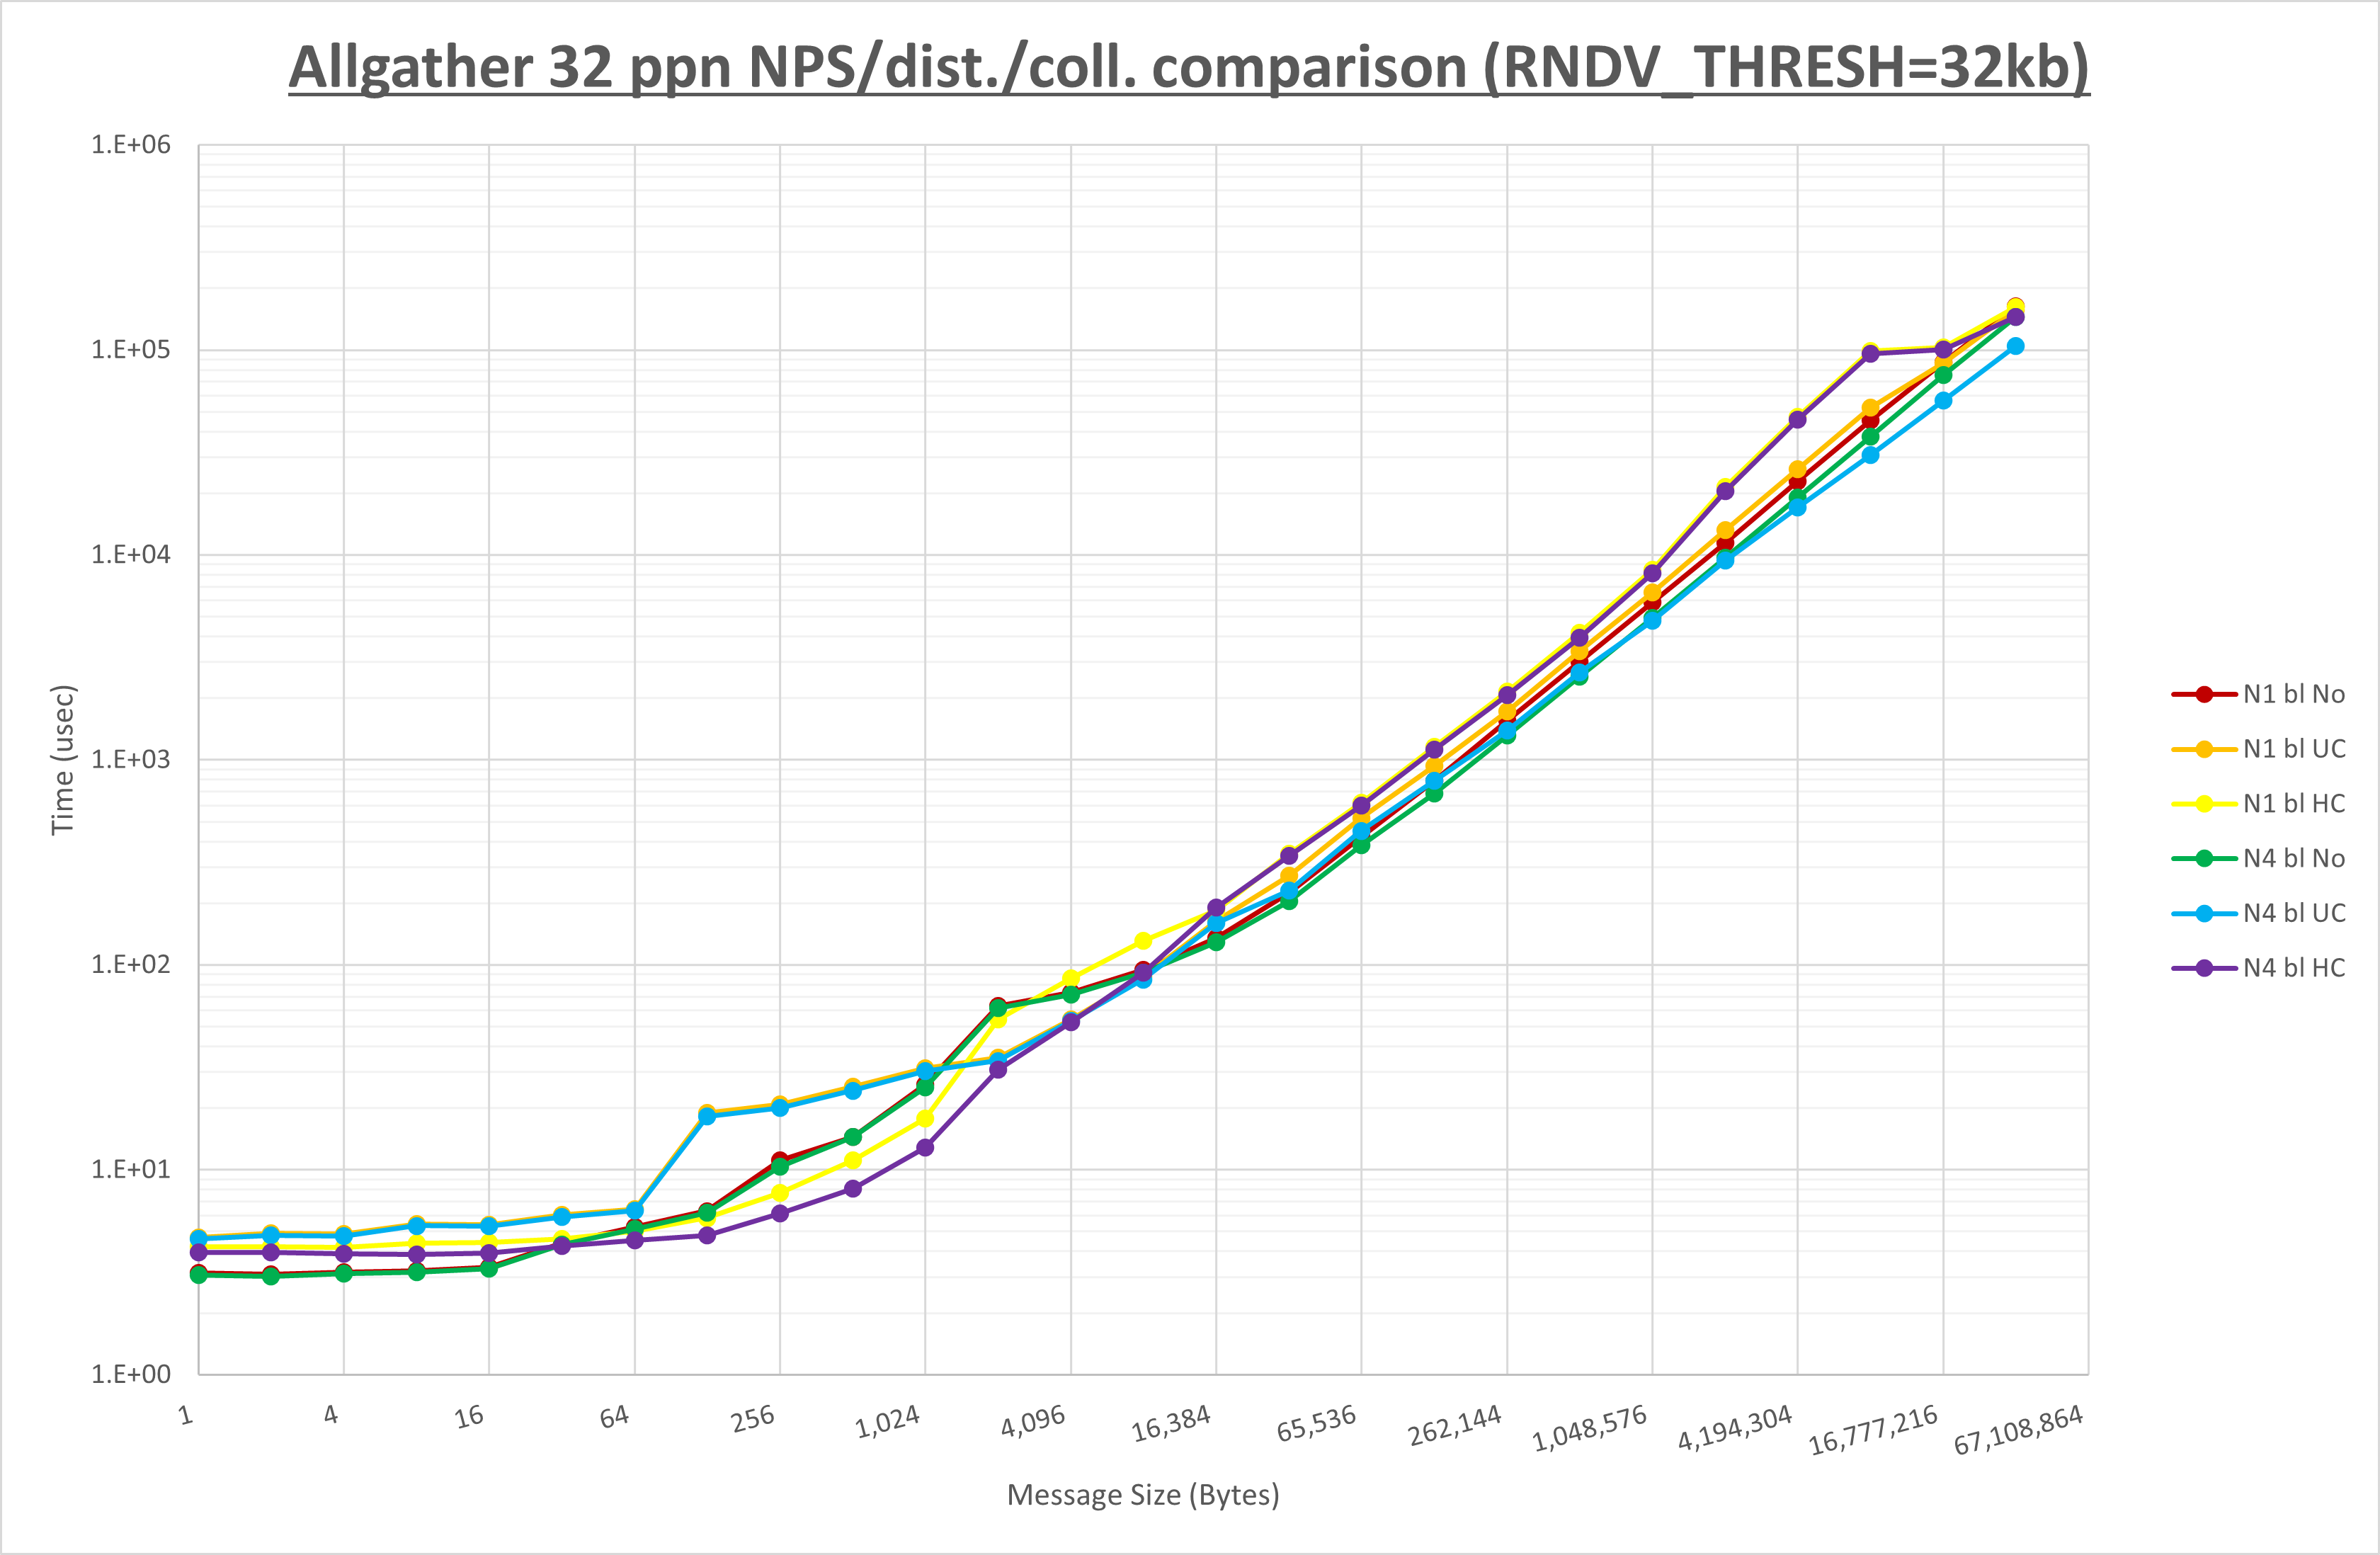 Allgather 32 ppn NPS/dist./coll. comparison (RNDV_THRESH=32kb)
1.E+06
1.E+05
1.E+04
1.E+03
1.E+02
1.E+01
1.E+00
Time (usec)
1
4
16
64
256
1,024
4,096
16,384
65,536
262,144
1,048,576
4,194,304
16,777,216
67,108,864
Message Size (Bytes)
N1 bl No
N1 bl UC
N1 bl HC
N4 bl No
N4 bl UC
N4 bl HC